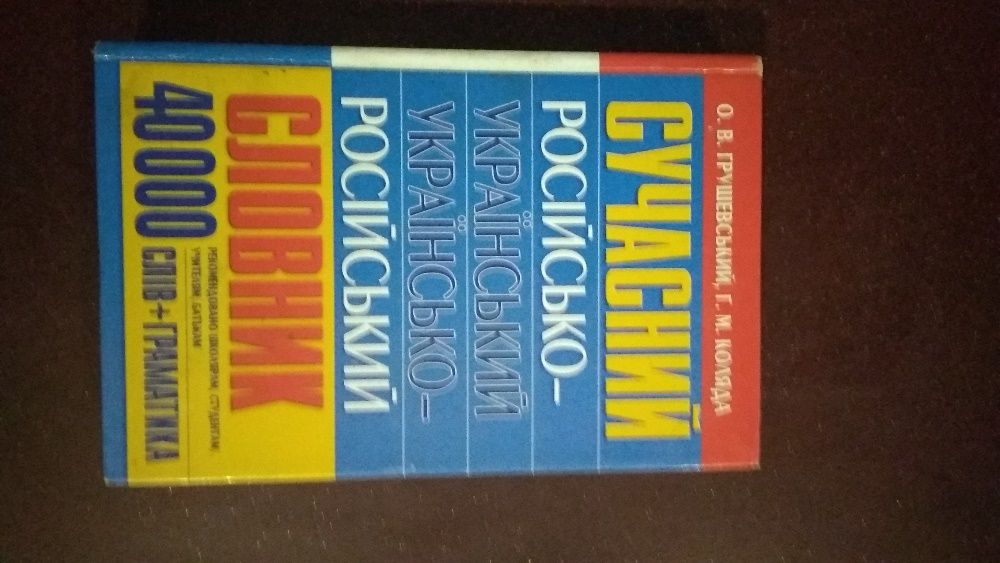 О. В. ГРУШЕВСЬКИЙ, Г. М. КОЛЯДА
СУЧАСНИЙ
РОСІЙСЬКО-
УКРАЇНСЬКИЙ
УКРАЇНСЬКО-
РОСІЙСЬКИЙ
СЛОВНИК
РЕКОМЕНДОВАНО ШКОЛЯРАМ, СТУДЕНТАМ,
УЧИТЕЛЯМ, БАТЬКАМ
40000 СЛІВ+ГРАМАТИКА